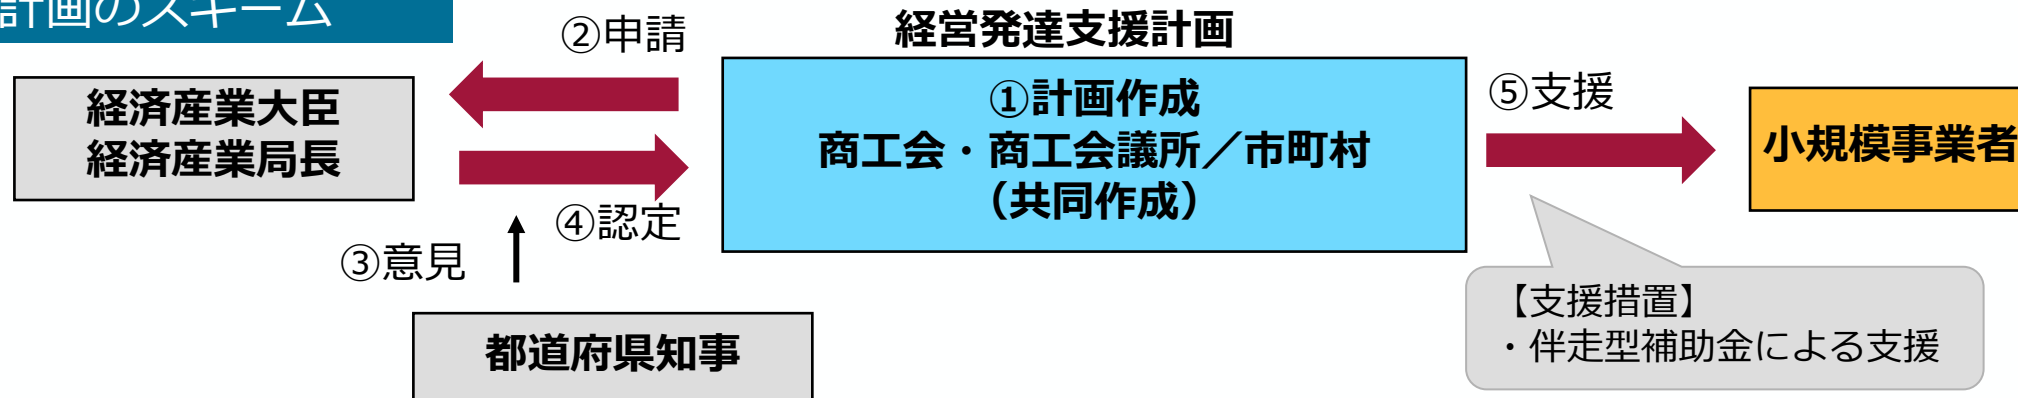 計画のスキーム
経営発達支援計画
②申請
経済産業大臣
経済産業局長
①計画作成
商工会・商工会議所／市町村
（共同作成）
⑤支援
小規模事業者
④認定
③意見
都道府県知事
【支援措置】
・伴走型補助金による支援